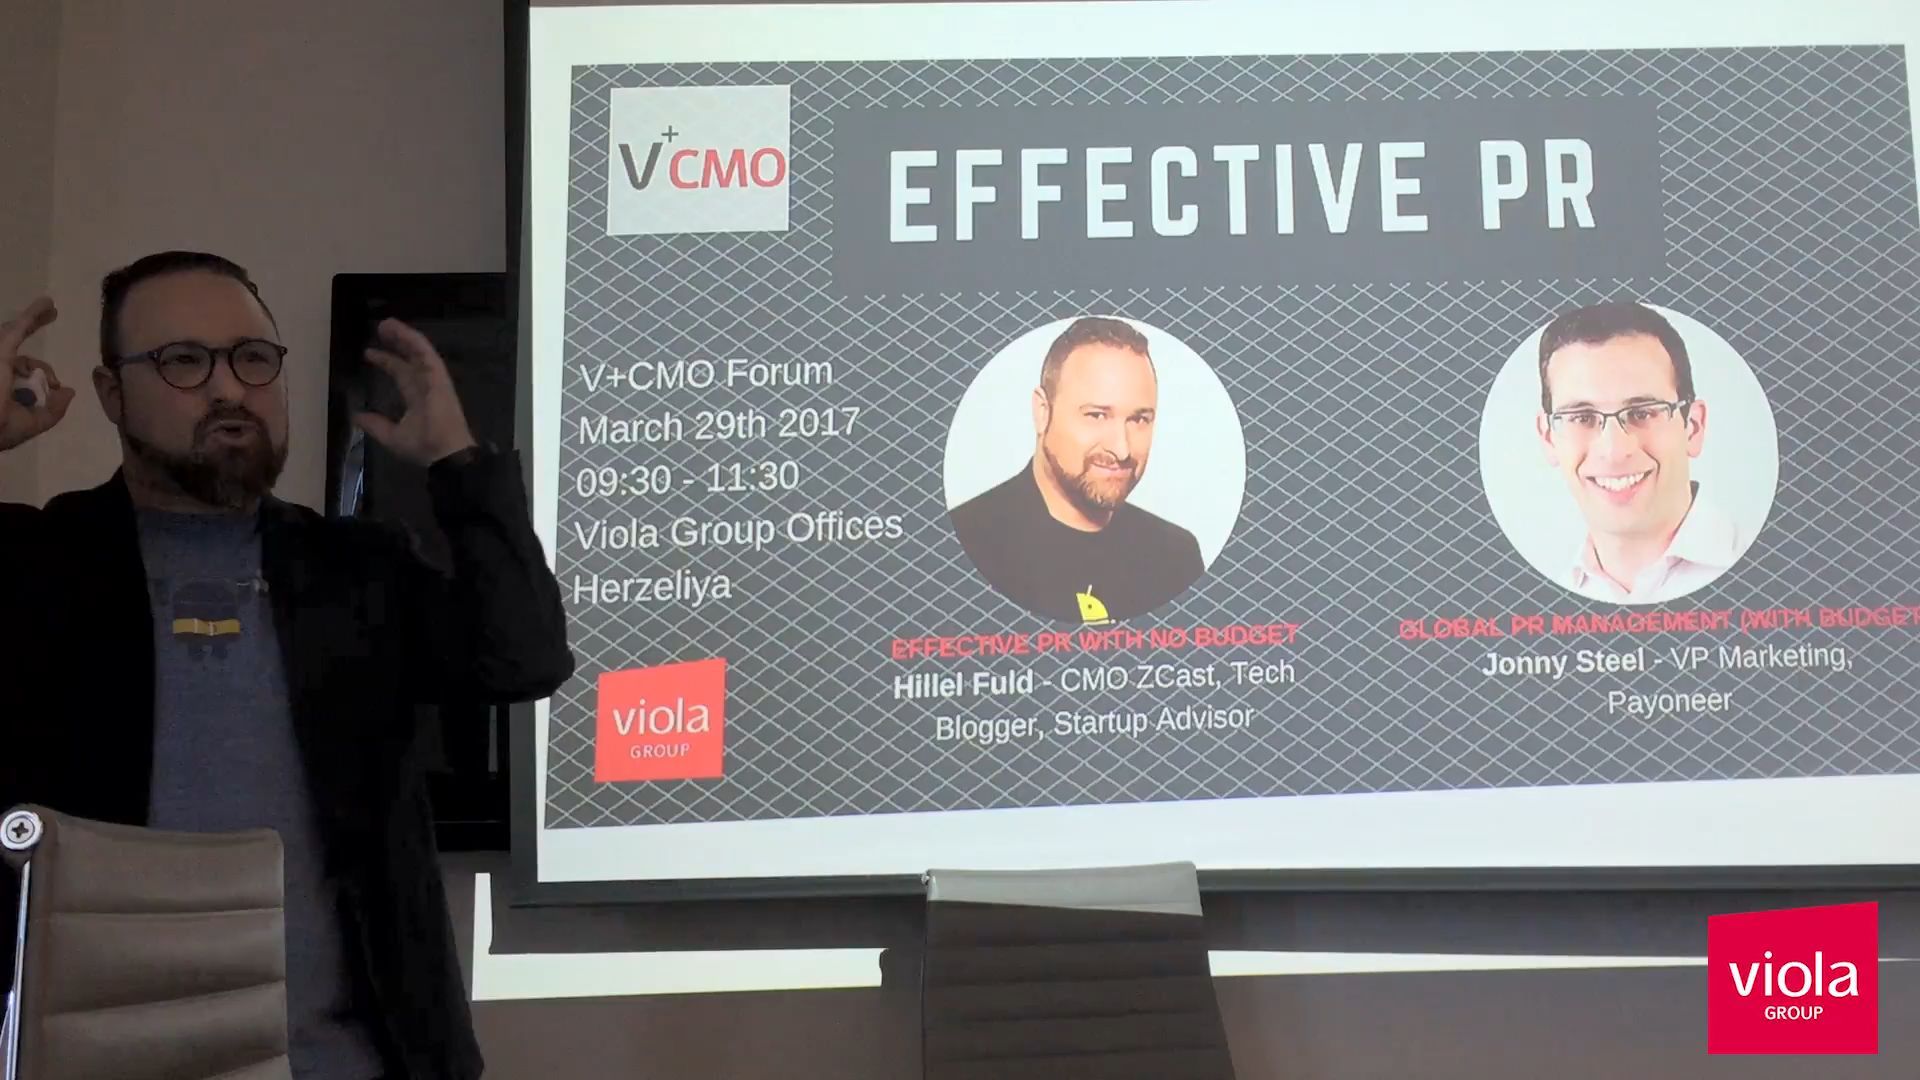 V+CMO
EFFECTIVE PR
V+CMO Forum
March 29th 2017
09:30 - 11:30
Viola Group Offices
Herzeliya
EFFECTIVE PR WITH NO BUDGET
Hillel Fuld - CMO ZCast, Tech
Blogger, Startup Advisor
GLOBAL PR MANAGEMENT (WITH BUDGET
Jonny Steel - VP Marketing,
Payoneer
viola
GROUP
viola
GROUP